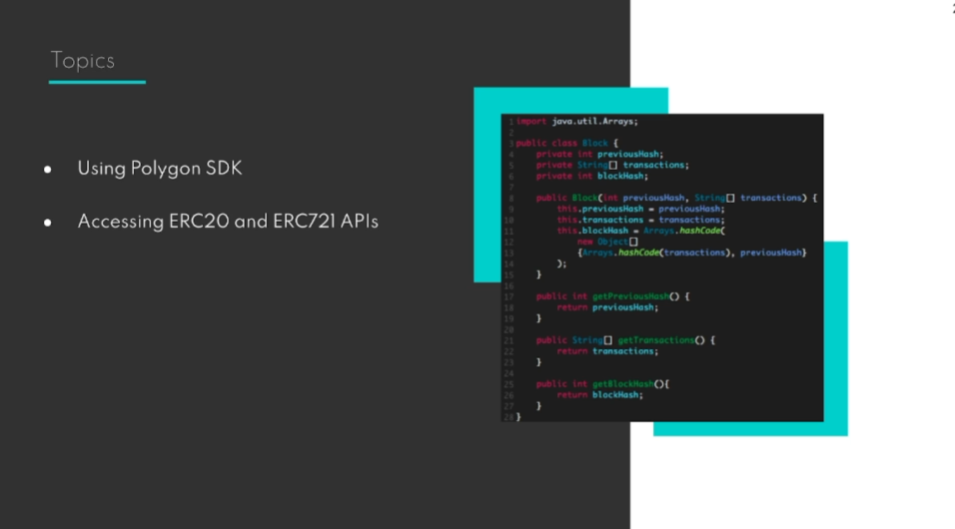 Topics
• Using Polygon SDK
• Accessing ERC20 and ERC721 APIs
1 import java.util.Arrays;
2
3 public class Block {
4 private int previousHash;
5 private String[] transactions;
6 private int blockHash;
7
8 public Block(int previousHash, String[] transactions) {
9 this.previousHash = previousHash;
10 this.transactions = transactions;
11 this.blockHash = Arrays.hashCode(
12 new Object[]
13 {Arrays.hashCode(transactions), previousHash}
14 );
15 }
16
17 public int getPreviousHash() {
18 return previousHash;
19 }
20
21 public String[] getTransactions() {
22 return transactions;
23 }
24
25 public int getBlockHash(){
26 return blockHash;
27 }
28 }